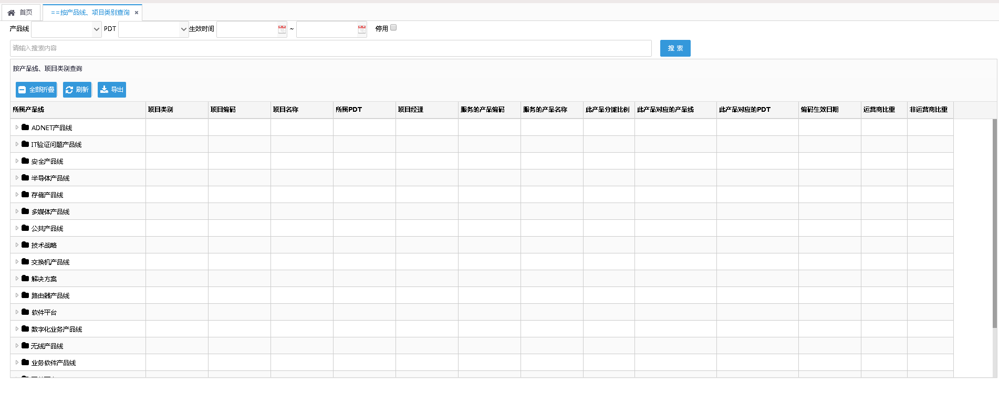 首页 ==按产品线、项目类别查询 ×
产品线 PDT 生效时间 ~ 停用
请输入搜索内容 搜 索
按产品线、项目类别查询
全部折叠 刷新 导出
所属产品线 项目类别 项目编码 项目名称 所属PDT 项目经理 服务的产品编码 服务的产品名称 此产品分摊比例 此产品对应的产品线 此产品对应的PDT 编码生效日期 运营商比重 非运营商比重
ADNET产品线
IT验证问题产品线
安全产品线
半导体产品线
存储产品线
多媒体产品线
公共产品线
技术战略
交换机产品线
解决方案
路由器产品线
软件平台
数字化业务产品线
无线产品线
业务软件产品线